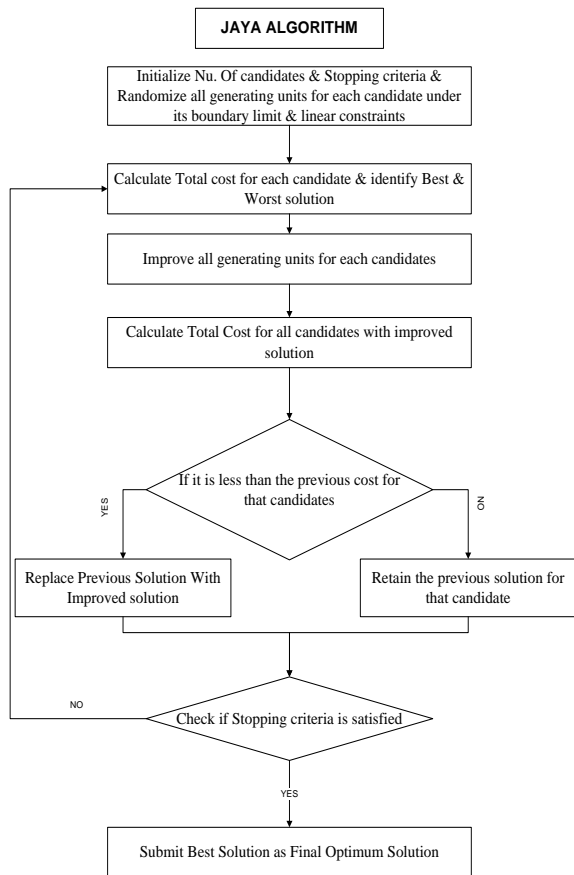 JAYA ALGORITHM
Initialize Nu. Of candidates & Stopping criteria &
Randomize all generating units for each candidate under
its boundary limit & linear constraints
Calculate Total cost for each candidate & identify Best &
Worst solution
Improve all generating units for each candidates
Calculate Total Cost for all candidates with improved
solution
If it is less than the previous cost for
that candidates
YES
NO
Replace Previous Solution With
Improved solution
Retain the previous solution for
that candidate
NO
Check if Stopping criteria is satisfied
YES
Submit Best Solution as Final Optimum Solution